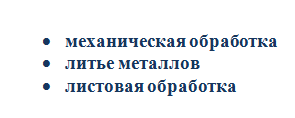 • механическая обработка
• литье металлов
• листовая обработка